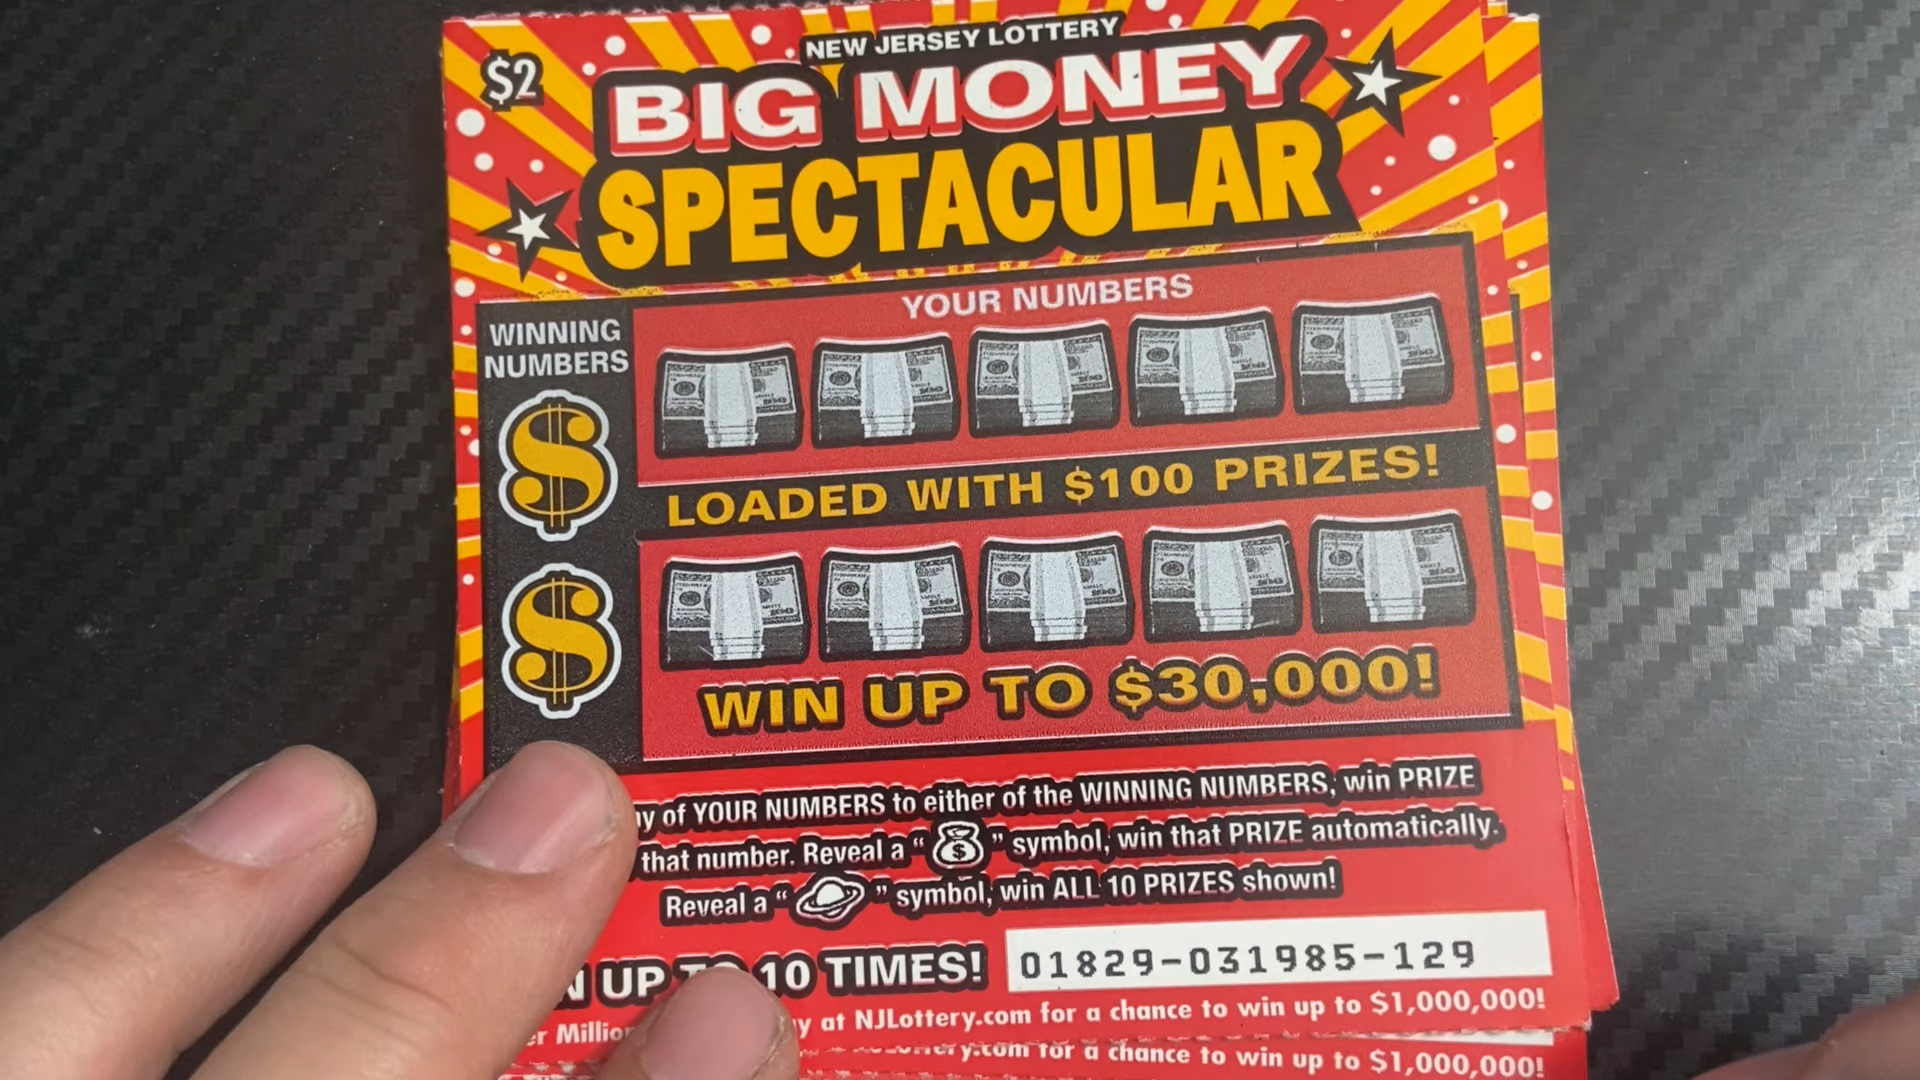 $2
NEW JERSEY LOTTERY
BIG MONEY
SPECTACULAR
WINNING
NUMBERS
YOUR NUMBERS
LOADED WITH $100 PRIZES!
WIN UP TO $30,000!
of YOUR NUMBERS to either of the WINNING NUMBERS, win PRIZE
that number. Reveal a “ ” symbol, win that PRIZE automatically.
Reveal a “ ” symbol, win ALL 10 PRIZES shown!
UP TO 10 TIMES!
01829-031985-129
at NJLottery.com for a chance to win up to $1,000,000!
for a chance to win up to $1,000,000!